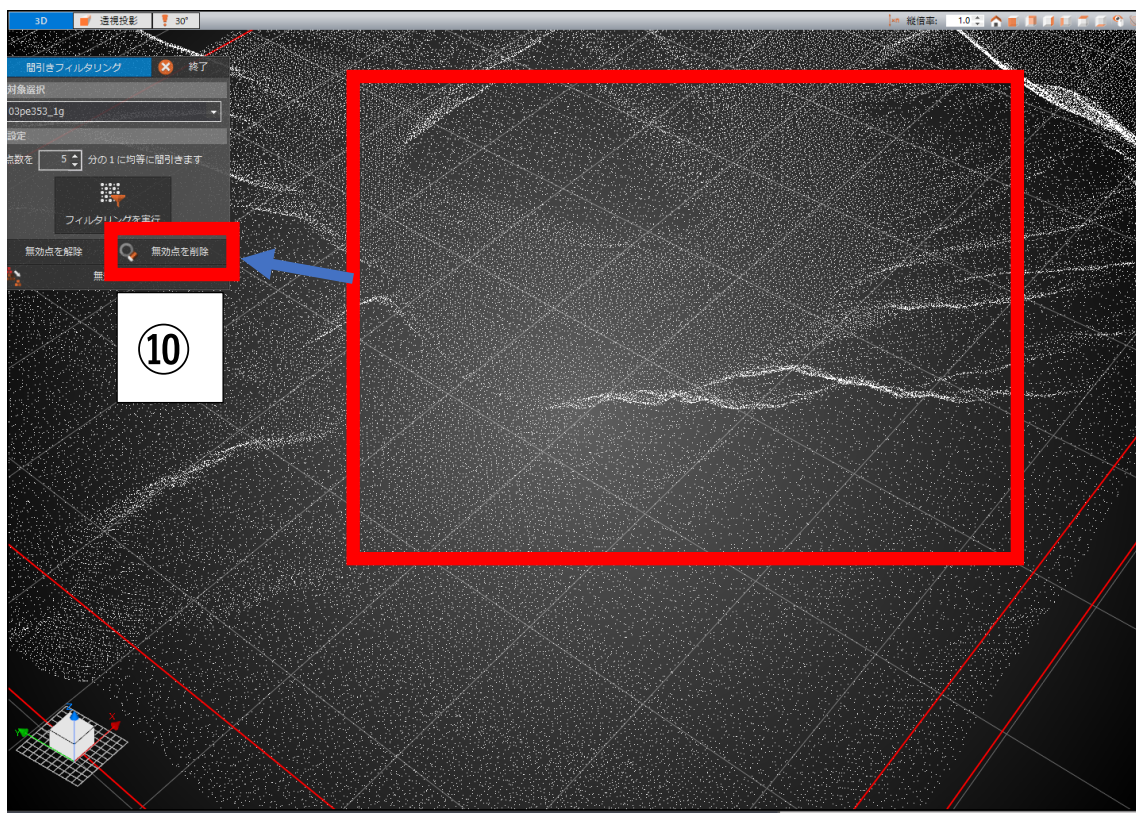 3D 透視投影 30°
縦倍率: 1.0
間引きフィルタリング 終了
対象選択
03pe353_1g
設定
点数を 5 分の1に均等に間引きます
フィルタリングを実行
無効点を解除 無効点を削除
無
⑩
Z
X
Y